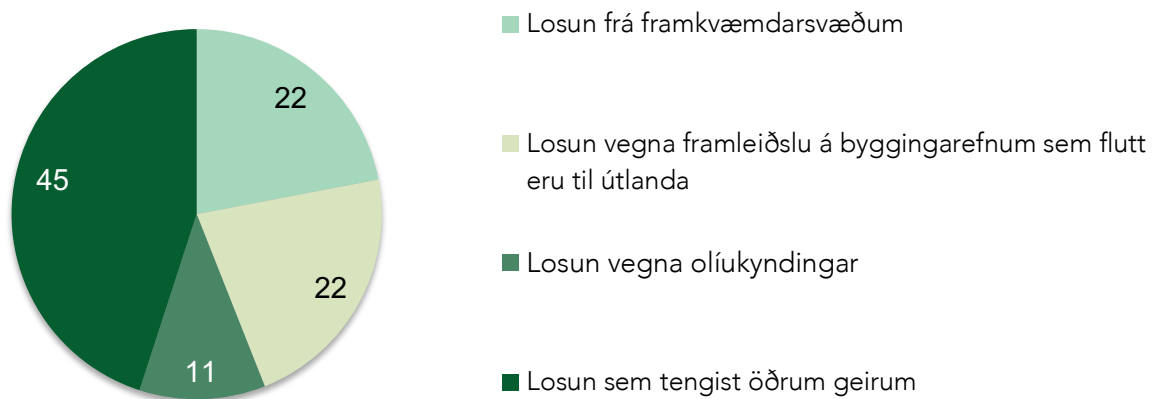 Losun frá framkvæmdarsvæðum
22
Losun vegna framleiðslu á byggingarefnum sem flutt
eru til útlanda
45
Losun vegna olíukyndingar
22
11
Losun sem tengist öðrum geirum